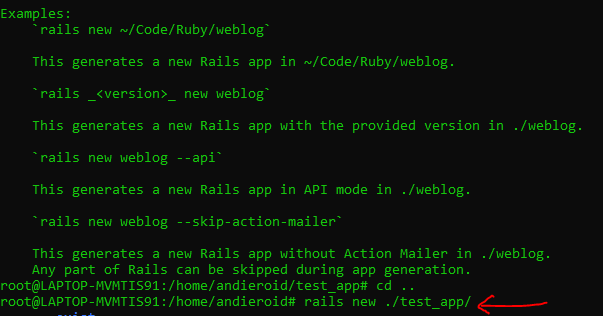 Examples:
`rails new ~/Code/Ruby/weblog`
This generates a new Rails app in ~/Code/Ruby/weblog.
`rails _<version>_ new weblog`
This generates a new Rails app with the provided version in ./weblog.
`rails new weblog --api`
This generates a new Rails app in API mode in ./weblog.
`rails new weblog --skip-action-mailer`
This generates a new Rails app without Action Mailer in ./weblog.
Any part of Rails can be skipped during app generation.
root@LAPTOP-MVMTIS91:/home/andieroid/test_app# cd ..
root@LAPTOP-MVMTIS91:/home/andieroid# rails new ./test_app/
exist